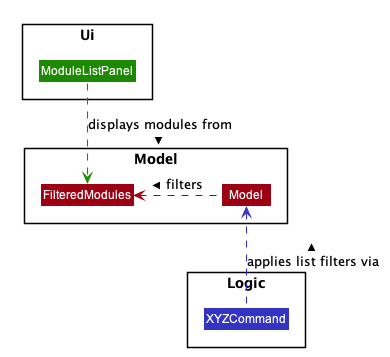 Ui
ModuleListPanel
displays modules from
Model
FilteredModules
filters
Model
applies list filters via
Logic
XYZCommand